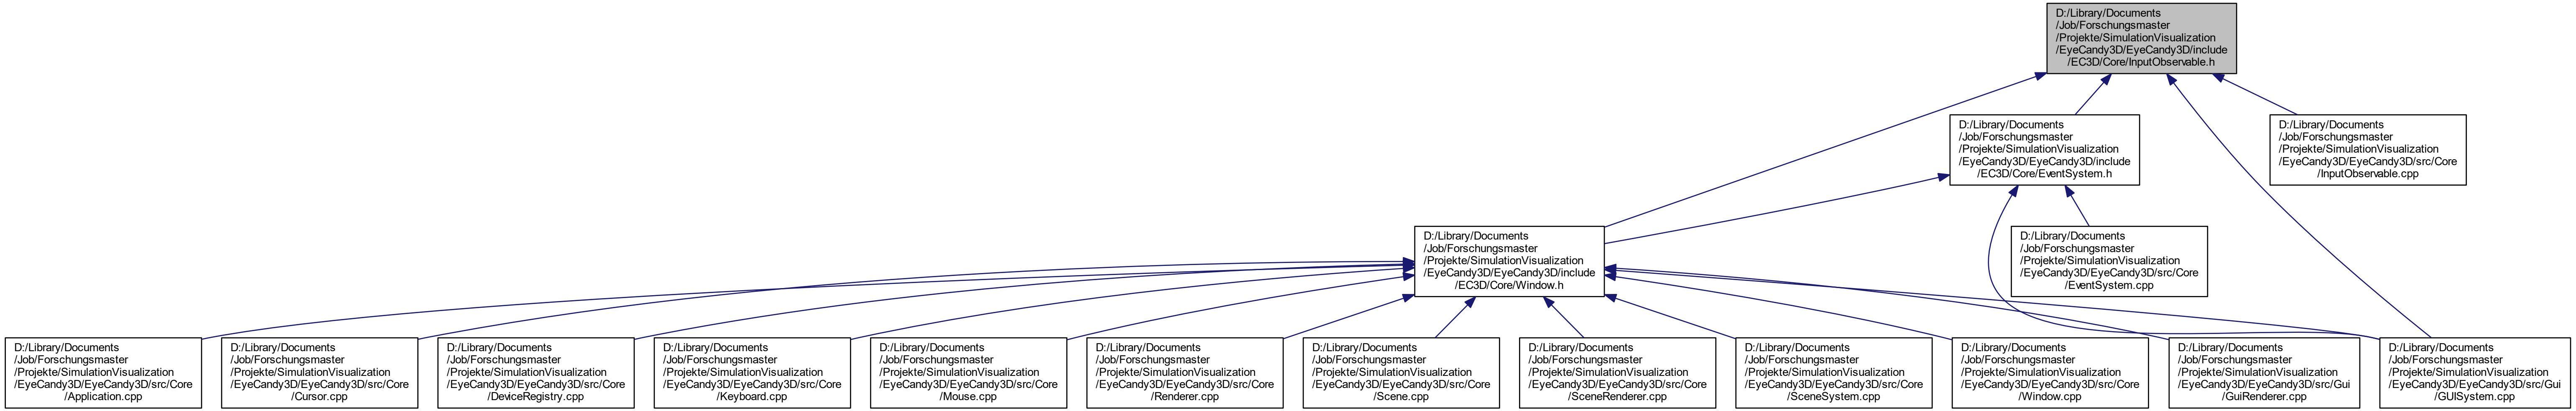 D:/Library/Documents
/Job/Forschungsmaster
/Projekte/SimulationVisualization
/EyeCandy3D/EyeCandy3D/include
/EC3D/Core/InputObservable.h
D:/Library/Documents
/Job/Forschungsmaster
/Projekte/SimulationVisualization
/EyeCandy3D/EyeCandy3D/include
/EC3D/Core/EventSystem.h
D:/Library/Documents
/Job/Forschungsmaster
/Projekte/SimulationVisualization
/EyeCandy3D/EyeCandy3D/src/Core
/InputObservable.cpp
D:/Library/Documents
/Job/Forschungsmaster
/Projekte/SimulationVisualization
/EyeCandy3D/EyeCandy3D/include
/EC3D/Core/Window.h
D:/Library/Documents
/Job/Forschungsmaster
/Projekte/SimulationVisualization
/EyeCandy3D/EyeCandy3D/src/Core
/EventSystem.cpp
D:/Library/Documents
/Job/Forschungsmaster
/Projekte/SimulationVisualization
/EyeCandy3D/EyeCandy3D/src/Core
/Application.cpp
D:/Library/Documents
/Job/Forschungsmaster
/Projekte/SimulationVisualization
/EyeCandy3D/EyeCandy3D/src/Core
/Cursor.cpp
D:/Library/Documents
/Job/Forschungsmaster
/Projekte/SimulationVisualization
/EyeCandy3D/EyeCandy3D/src/Core
/DeviceRegistry.cpp
D:/Library/Documents
/Job/Forschungsmaster
/Projekte/SimulationVisualization
/EyeCandy3D/EyeCandy3D/src/Core
/Keyboard.cpp
D:/Library/Documents
/Job/Forschungsmaster
/Projekte/SimulationVisualization
/EyeCandy3D/EyeCandy3D/src/Core
/Mouse.cpp
D:/Library/Documents
/Job/Forschungsmaster
/Projekte/SimulationVisualization
/EyeCandy3D/EyeCandy3D/src/Core
/Renderer.cpp
D:/Library/Documents
/Job/Forschungsmaster
/Projekte/SimulationVisualization
/EyeCandy3D/EyeCandy3D/src/Core
/Scene.cpp
D:/Library/Documents
/Job/Forschungsmaster
/Projekte/SimulationVisualization
/EyeCandy3D/EyeCandy3D/src/Core
/SceneRenderer.cpp
D:/Library/Documents
/Job/Forschungsmaster
/Projekte/SimulationVisualization
/EyeCandy3D/EyeCandy3D/src/Core
/SceneSystem.cpp
D:/Library/Documents
/Job/Forschungsmaster
/Projekte/SimulationVisualization
/EyeCandy3D/EyeCandy3D/src/Core
/Window.cpp
D:/Library/Documents
/Job/Forschungsmaster
/Projekte/SimulationVisualization
/EyeCandy3D/EyeCandy3D/src/Gui
/GuiRenderer.cpp
D:/Library/Documents
/Job/Forschungsmaster
/Projekte/SimulationVisualization
/EyeCandy3D/EyeCandy3D/src/Gui
/GUISystem.cpp